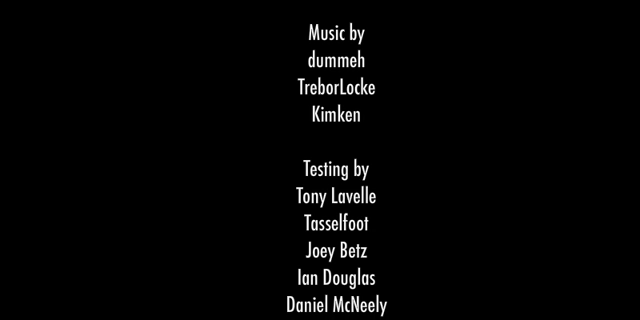 Music by
dummeh
TreborLocke
Kimken
Testing by
Tony Lavelle
Tasselfoot
Joey Betz
Ian Douglas
Daniel McNeely